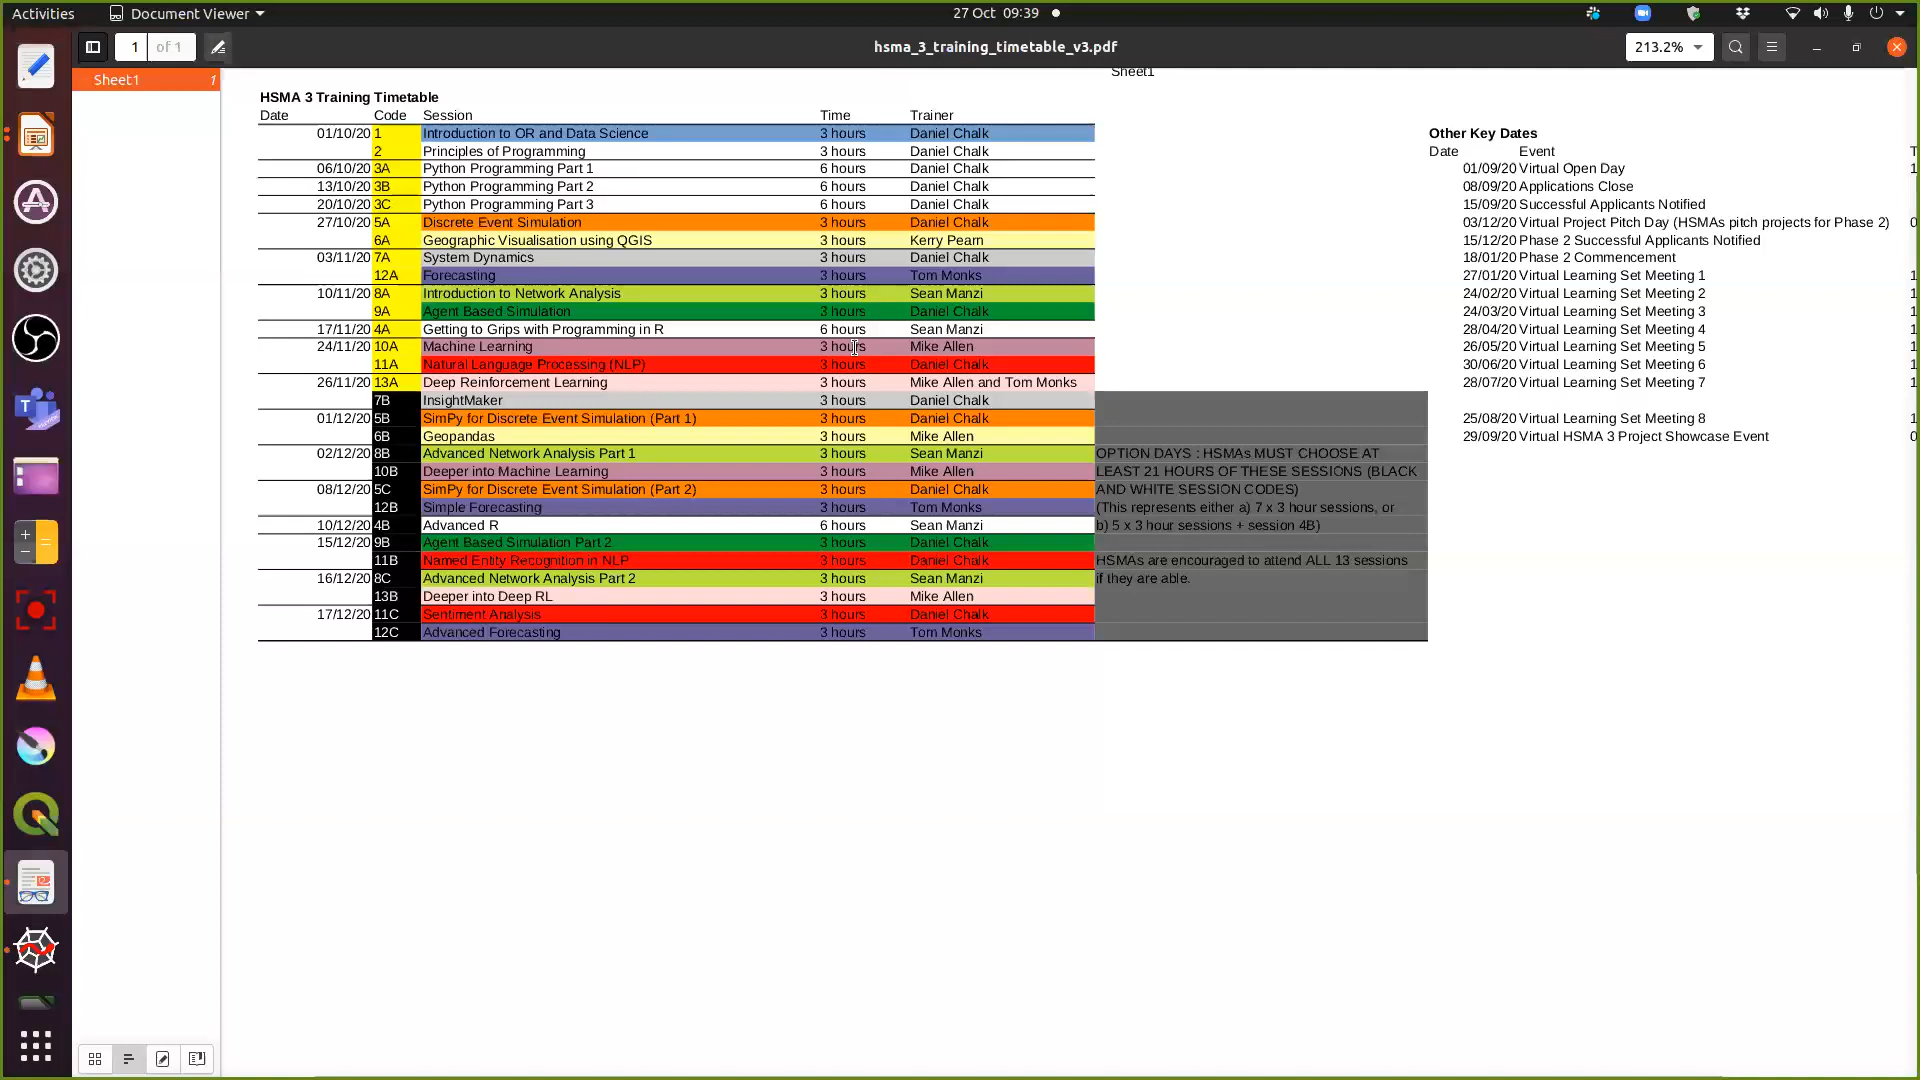 Activities
Document Viewer
27 Oct 09:39
1
of 1
hsma_3_training_timetable_v3.pdf
213.2%
Sheet1 1
Sheet1
HSMA 3 Training Timetable
Date Code Session Time Trainer
01/10/20 1 Introduction to OR and Data Science 3 hours Daniel Chalk
2 Principles of Programming 3 hours Daniel Chalk
06/10/20 3A Python Programming Part 1 6 hours Daniel Chalk
13/10/20 3B Python Programming Part 2 6 hours Daniel Chalk
20/10/20 3C Python Programming Part 3 6 hours Daniel Chalk
27/10/20 5A Discrete Event Simulation 3 hours Daniel Chalk
6A Geographic Visualisation using QGIS 3 hours Kerry Pearn
03/11/20 7A System Dynamics 3 hours Daniel Chalk
12A Forecasting 3 hours Tom Monks
10/11/20 8A Introduction to Network Analysis 3 hours Sean Manzi
9A Agent Based Simulation 3 hours Daniel Chalk
17/11/20 4A Getting to Grips with Programming in R 6 hours Sean Manzi
24/11/20 10A Machine Learning 3 hours Mike Allen
11A Natural Language Processing (NLP) 3 hours Daniel Chalk
26/11/20 13A Deep Reinforcement Learning 3 hours Mike Allen and Tom Monks
7B InsightMaker 3 hours Daniel Chalk
01/12/20 5B SimPy for Discrete Event Simulation (Part 1) 3 hours Daniel Chalk
6B Geopandas 3 hours Mike Allen
02/12/20 8B Advanced Network Analysis Part 1 3 hours Sean Manzi
10B Deeper into Machine Learning 3 hours Mike Allen
08/12/20 5C SimPy for Discrete Event Simulation (Part 2) 3 hours Daniel Chalk
12B Simple Forecasting 3 hours Tom Monks
10/12/20 4B Advanced R 6 hours Sean Manzi
15/12/20 9B Agent Based Simulation Part 2 3 hours Daniel Chalk
11B Named Entity Recognition in NLP 3 hours Daniel Chalk
16/12/20 8C Advanced Network Analysis Part 2 3 hours Sean Manzi
13B Deeper into Deep RL 3 hours Mike Allen
17/12/20 11C Sentiment Analysis 3 hours Daniel Chalk
12C Advanced Forecasting 3 hours Tom Monks
OPTION DAYS : HSMAs MUST CHOOSE AT
LEAST 21 HOURS OF THESE SESSIONS (BLACK
AND WHITE SESSION CODES)
(This represents either a) 7 x 3 hour sessions, or
b) 5 x 3 hour sessions + session 4B)
HSMAs are encouraged to attend ALL 13 sessions
if they are able.
Other Key Dates
Date Event T
01/09/20 Virtual Open Day 1
08/09/20 Applications Close
15/09/20 Successful Applicants Notified
03/12/20 Virtual Project Pitch Day (HSMAs pitch projects for Phase 2) 0
15/12/20 Phase 2 Successful Applicants Notified
18/01/20 Phase 2 Commencement
27/01/20 Virtual Learning Set Meeting 1 1
24/02/20 Virtual Learning Set Meeting 2 1
24/03/20 Virtual Learning Set Meeting 3 1
28/04/20 Virtual Learning Set Meeting 4 1
26/05/20 Virtual Learning Set Meeting 5 1
30/06/20 Virtual Learning Set Meeting 6 1
28/07/20 Virtual Learning Set Meeting 7 1
25/08/20 Virtual Learning Set Meeting 8 1
29/09/20 Virtual HSMA 3 Project Showcase Event 0